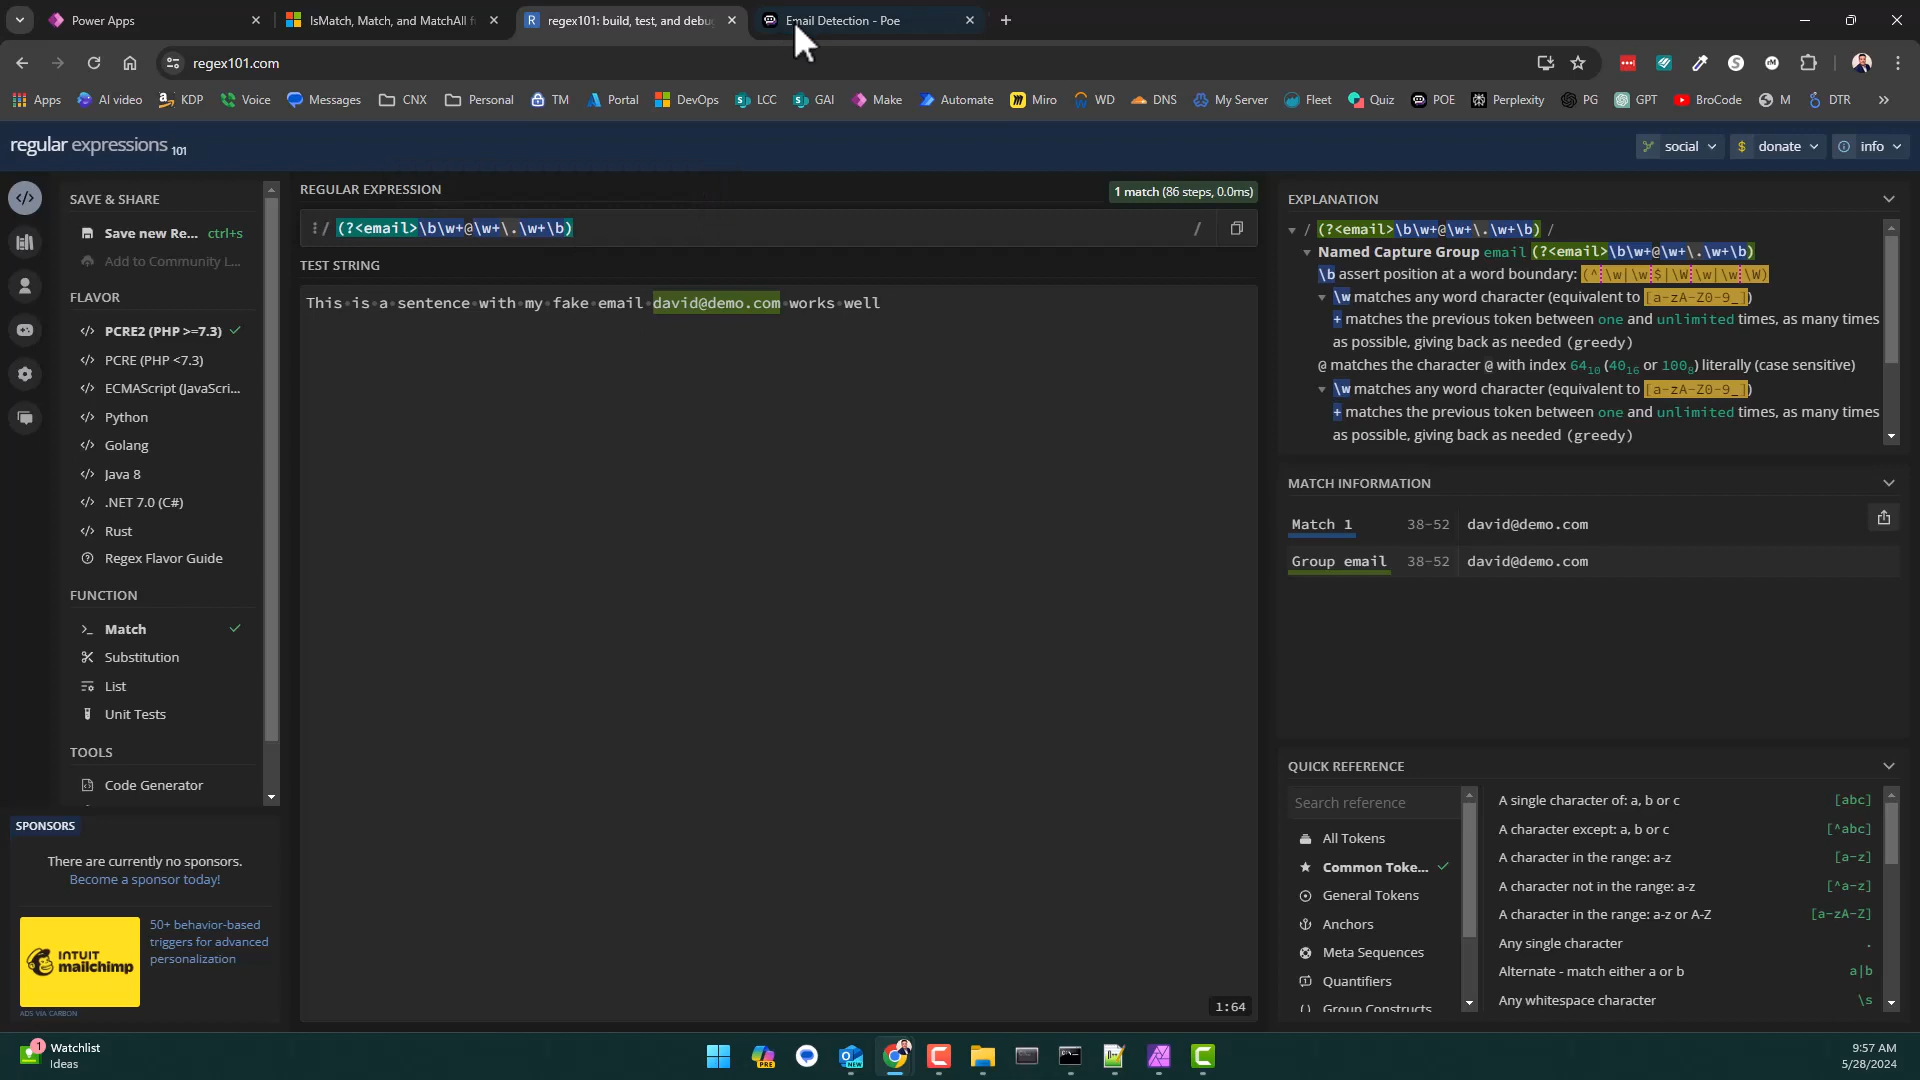 Power Apps
IsMatch, Match, and MatchAll f
regex101: build, test, and debug
Email Detection - Poe
regex101.com
Apps
AI video
KDP
Voice
Messages
CNX
Personal
TM
Portal
DevOps
LCC
GAI
Make
Automate
Miro
WD
DNS
My Server
Fleet
Quiz
POE
Perplexity
PG
GPT
BroCode
M
DTR
regular expressions 101
social
$ donate
info
SAVE & SHARE
Save new Re... ctrl+s
Add to Community L...
FLAVOR
</> PCRE2 (PHP >=7.3)
</> PCRE (PHP <7.3)
</> ECMAScript (JavaScri...
</> Python
</> Golang
</> Java 8
</> .NET 7.0 (C#)
</> Rust
Regex Flavor Guide
FUNCTION
Match
Substitution
List
Unit Tests
TOOLS
Code Generator
SPONSORS
There are currently no sponsors.
Become a sponsor today!
INTUIT
mailchimp
50+ behavior-based
triggers for advanced
personalization
ADS VIA CARBON
REGULAR EXPRESSION
1 match (86 steps, 0.0ms)
/ (?<email>\b\w+@\w+\.\w+\b) /
TEST STRING
This·is·a·sentence·with·my·fake·email·david@demo.com·works·well
1:64
EXPLANATION
/ (?<email>\b\w+@\w+\.\w+\b) /
Named Capture Group email (?<email>\b\w+@\w+\.\w+\b)
\b assert position at a word boundary: (^\w|\w$|\W\w|\w\W)
\w matches any word character (equivalent to [a-zA-Z0-9_])
+ matches the previous token between one and unlimited times, as many times
as possible, giving back as needed (greedy)
@ matches the character @ with index 64₁₀ (40₁₆ or 100₈) literally (case sensitive)
\w matches any word character (equivalent to [a-zA-Z0-9_])
+ matches the previous token between one and unlimited times, as many times
as possible, giving back as needed (greedy)
MATCH INFORMATION
Match 1 38-52 david@demo.com
Group email 38-52 david@demo.com
QUICK REFERENCE
Search reference
All Tokens
Common Toke...
General Tokens
Anchors
Meta Sequences
Quantifiers
Group Constructs
A single character of: a, b or c [abc]
A character except: a, b or c [^abc]
A character in the range: a-z [a-z]
A character not in the range: a-z [^a-z]
A character in the range: a-z or A-Z [a-zA-Z]
Any single character .
Alternate - match either a or b a|b
Any whitespace character \s
1
Watchlist
Ideas
PRE
NEW
9:57 AM
5/28/2024